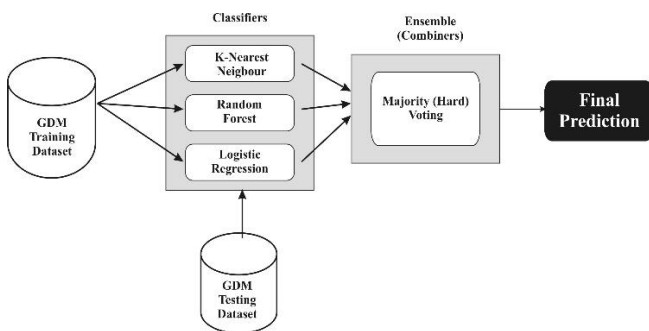 Classifiers
Ensemble
(Combiners)
K-Nearest
Neigbour
Random
Forest
Logistic
Regression
GDM
Training
Dataset
Majority (Hard)
Voting
Final
Prediction
GDM
Testing
Dataset